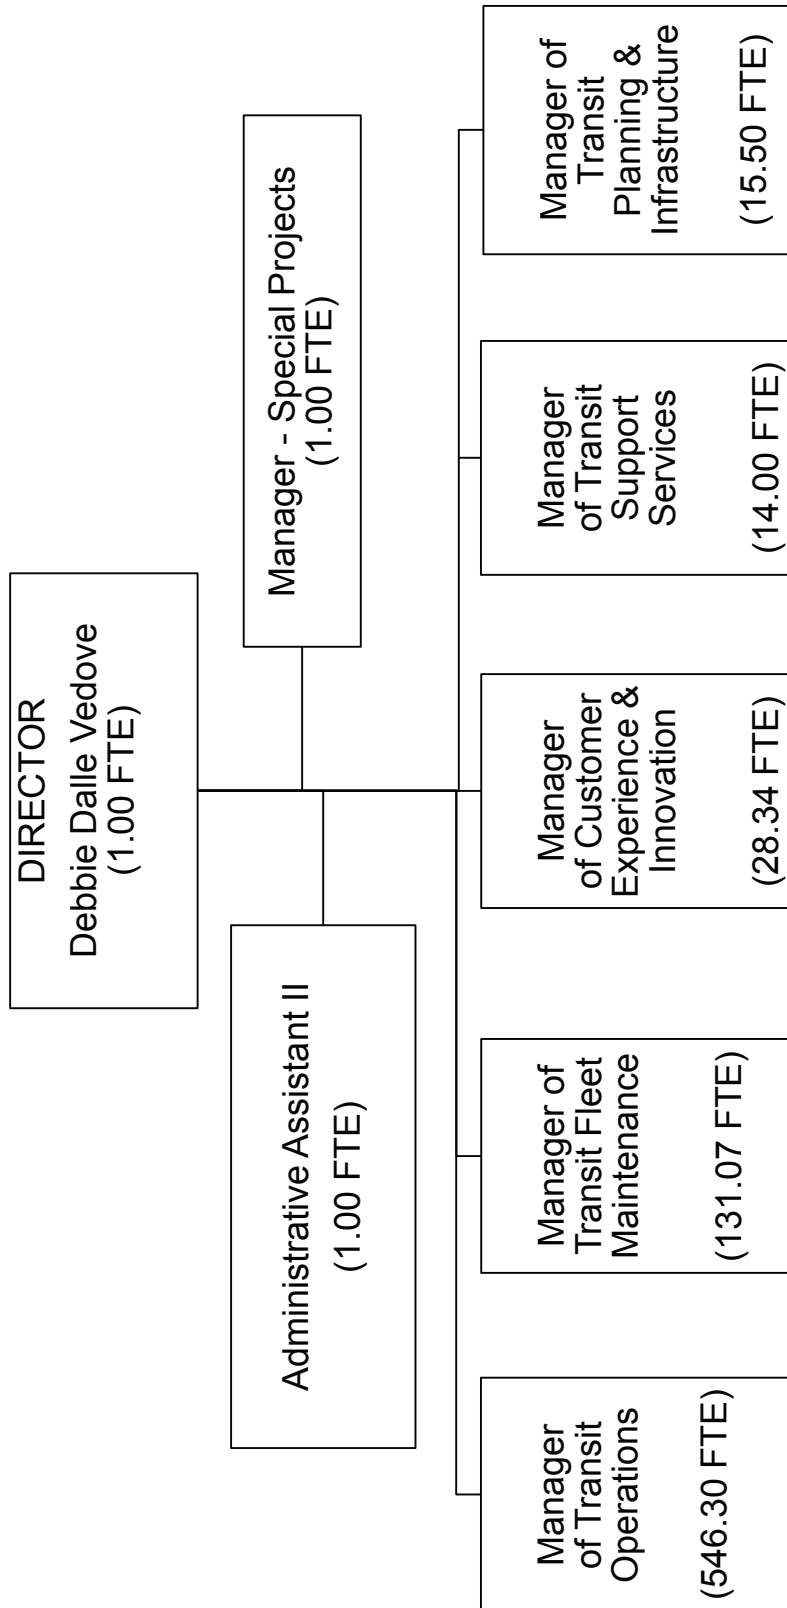 DIRECTOR
Debbie Dalle Vedove
(1.00 FTE)
Administrative Assistant II
(1.00 FTE)
Manager - Special Projects
(1.00 FTE)
Manager
of Transit
Operations
(546.30 FTE)
Manager of
Transit Fleet
Maintenance
(131.07 FTE)
Manager
of Customer
Experience &
Innovation
(28.34 FTE)
Manager
of Transit
Support
Services
(14.00 FTE)
Manager of
Transit
Planning &
Infrastructure
(15.50 FTE)